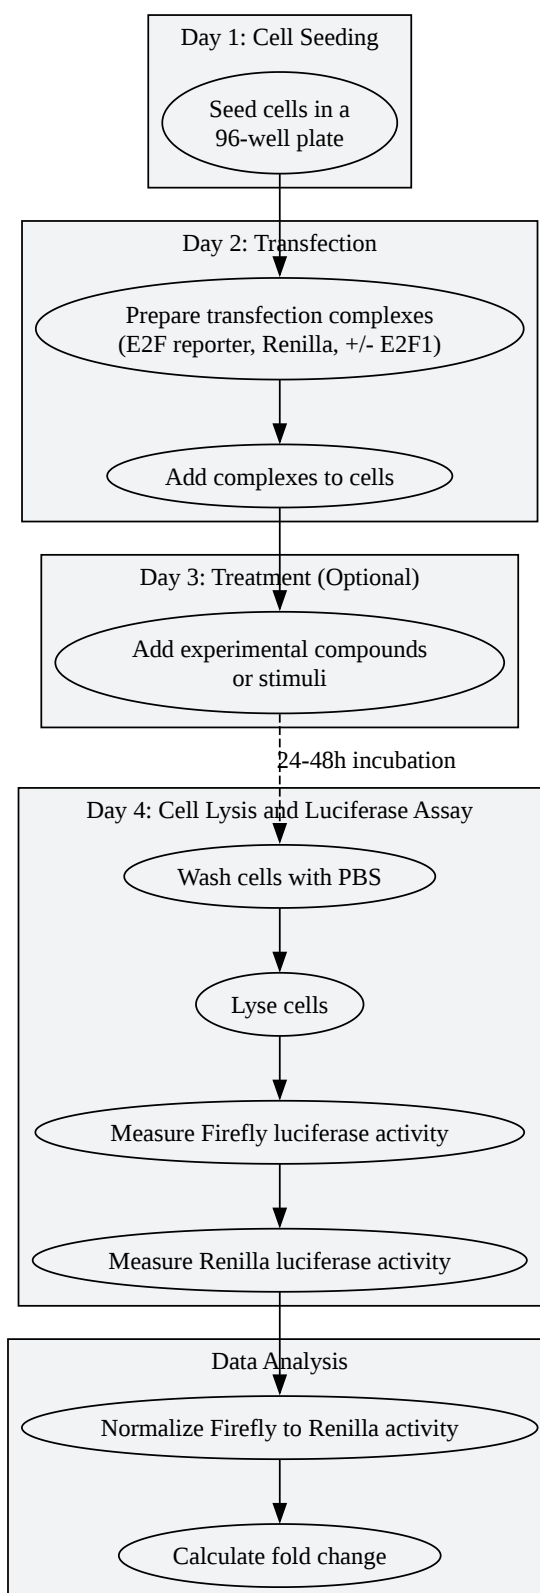 Day 1: Cell Seeding
Seed cells in a
96-well plate
Day 2: Transfection
Prepare transfection complexes
(E2F reporter, Renilla, +/- E2F1)
Add complexes to cells
Day 3: Treatment (Optional)
Add experimental compounds
or stimuli
24-48h incubation
Day 4: Cell Lysis and Luciferase Assay
Wash cells with PBS
Lyse cells
Measure Firefly luciferase activity
Measure Renilla luciferase activity
Data Analysis
Normalize Firefly to Renilla activity
Calculate fold change